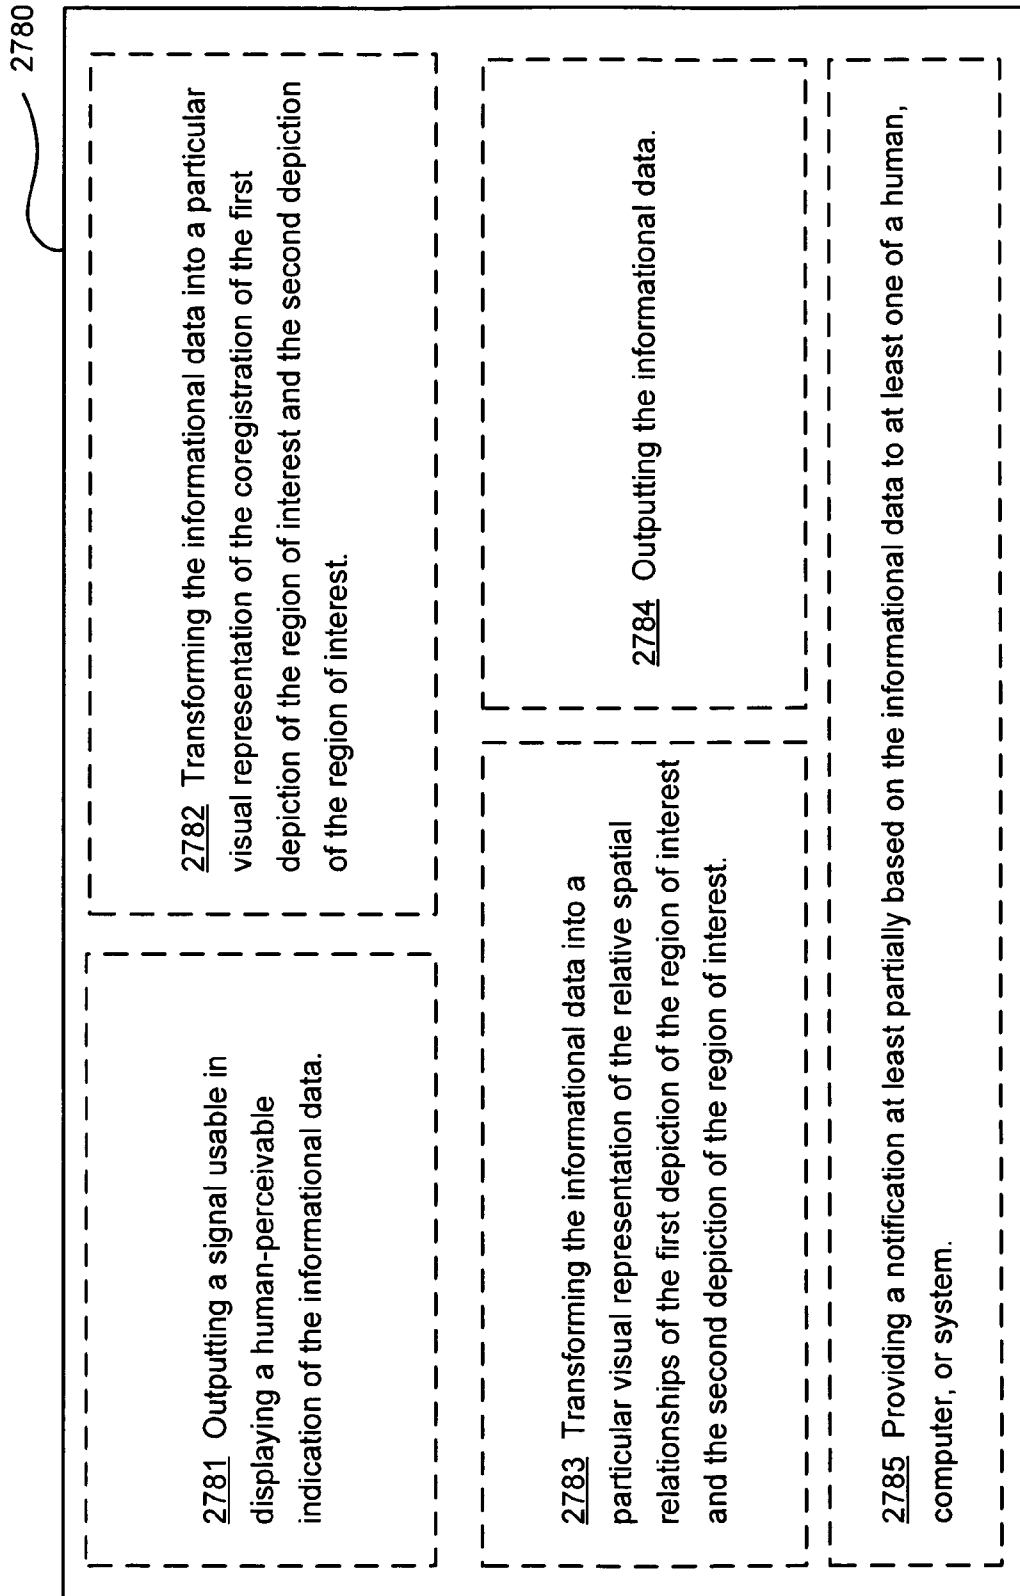 2780
2781 Outputting a signal usable in
displaying a human-perceivable
indication of the informational data.
2782 Transforming the informational data into a particular
visual representation of the coregistration of the first
depiction of the region of interest and the second depiction
of the region of interest.
2783 Transforming the informational data into a
particular visual representation of the relative spatial
relationships of the first depiction of the region of interest
and the second depiction of the region of interest.
2784 Outputting the informational data.
2785 Providing a notification at least partially based on the informational data to at least one of a human,
computer, or system.